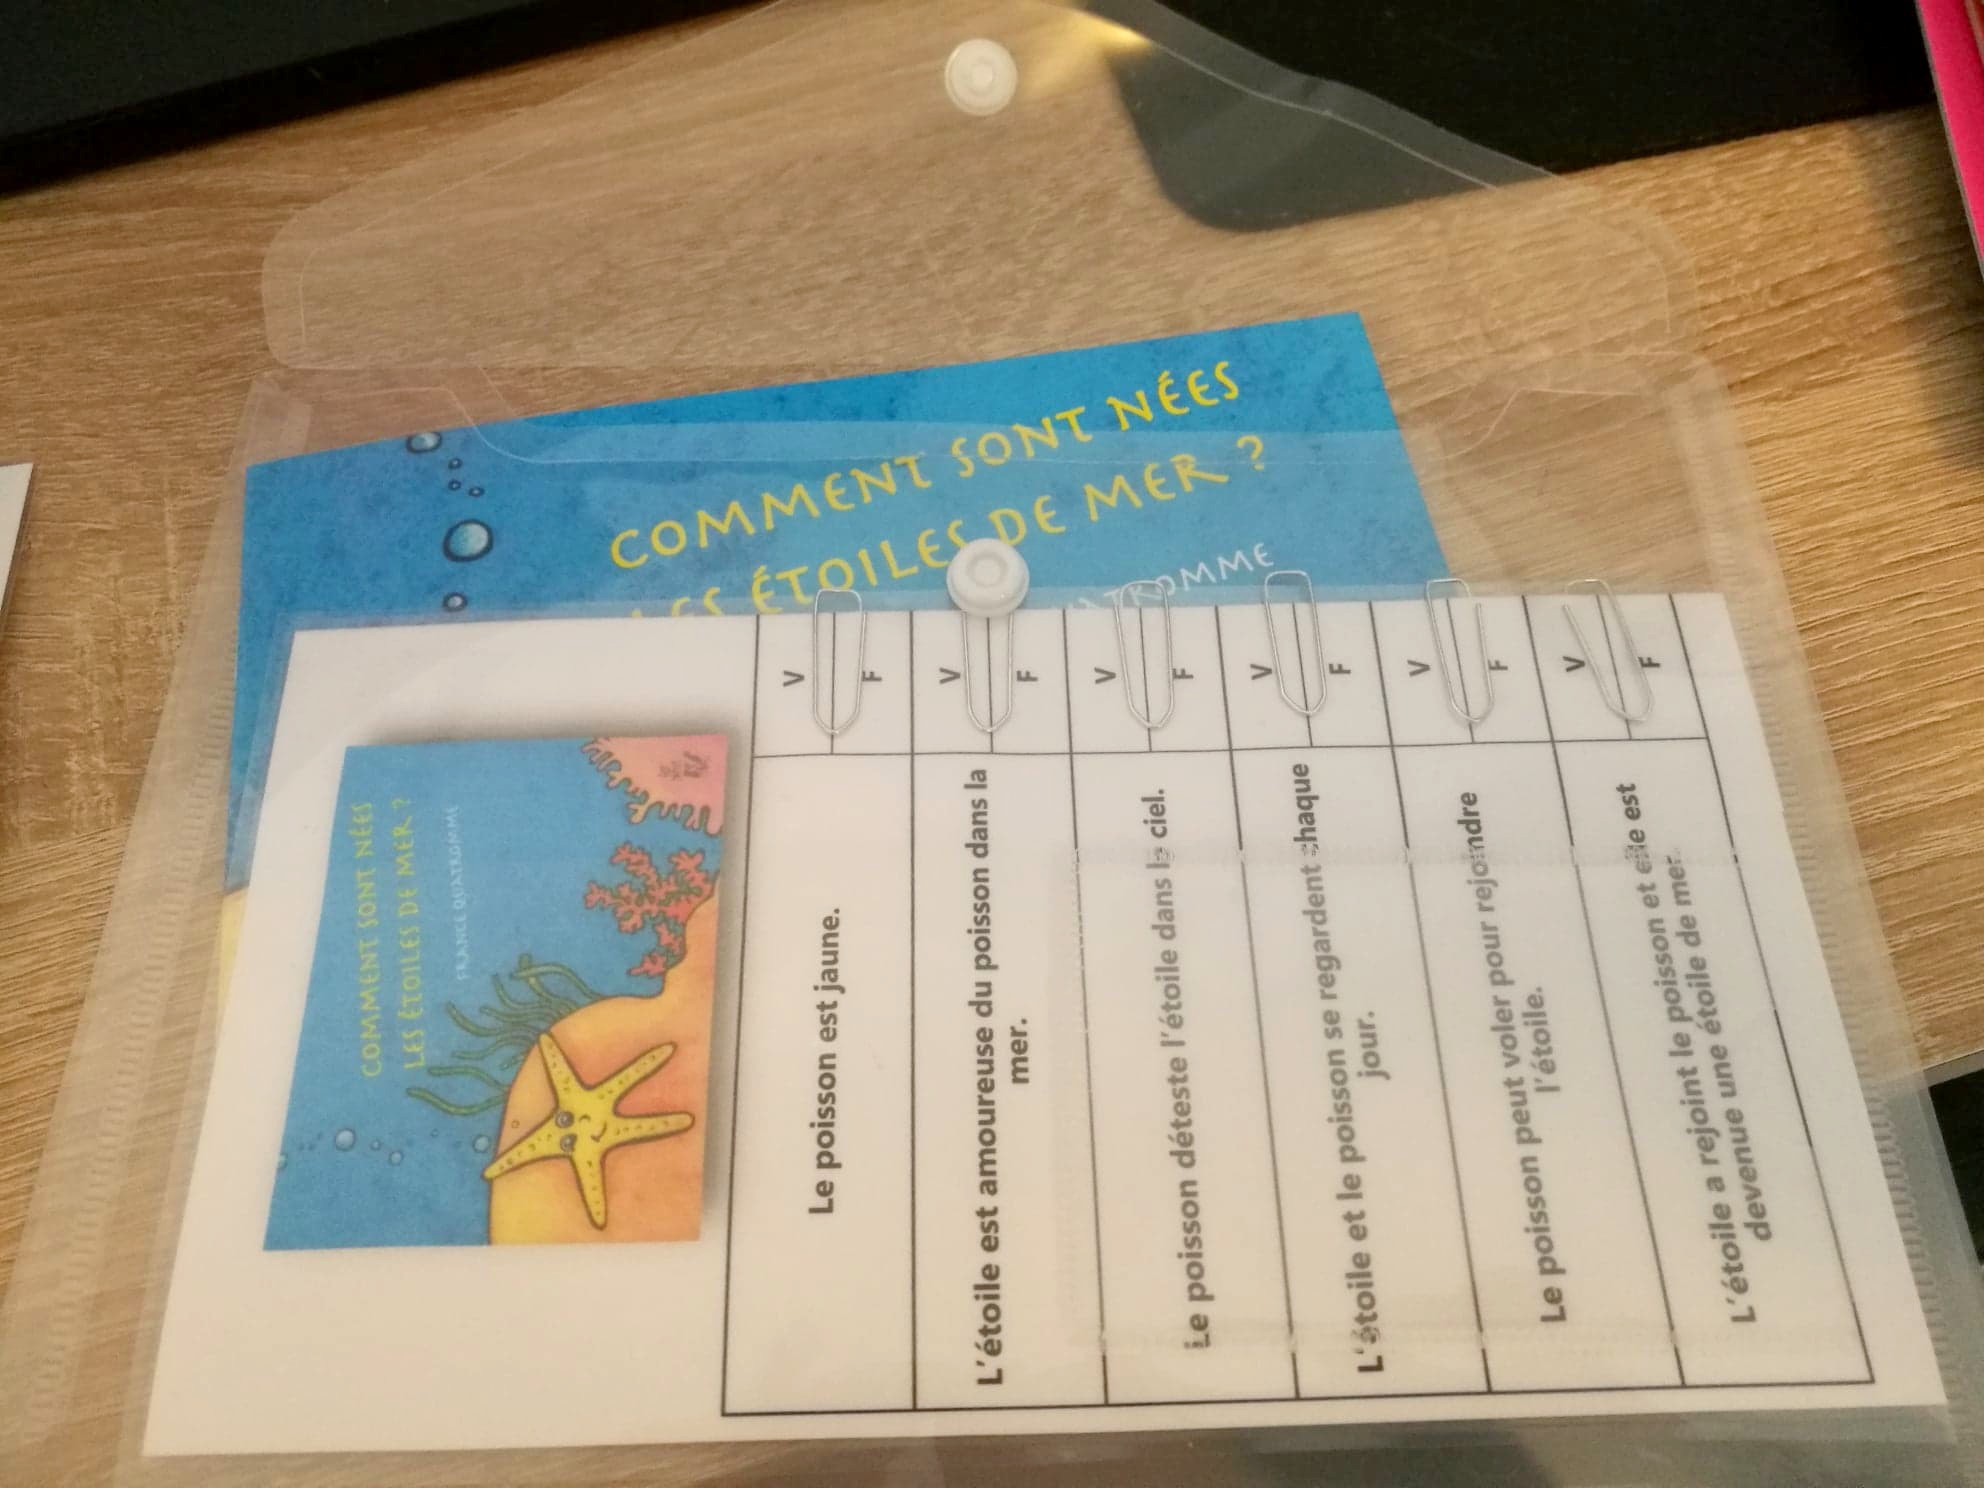 COMMENT SONT NÉES
LES ÉTOILES DE MER ?
COMMENT SONT NÉES
LES ÉTOILES DE MER ?
FRANCE QUATROMME
Le poisson est jaune.
V
F
L'étoile est amoureuse du poisson dans la
mer.
V
F
Le poisson déteste l'étoile dans le ciel.
V
F
L'étoile et le poisson se regardent chaque
jour.
V
F
Le poisson peut voler pour rejoindre
l'étoile.
V
F
L'étoile a rejoint le poisson et elle est
devenue une étoile de mer.
V
F